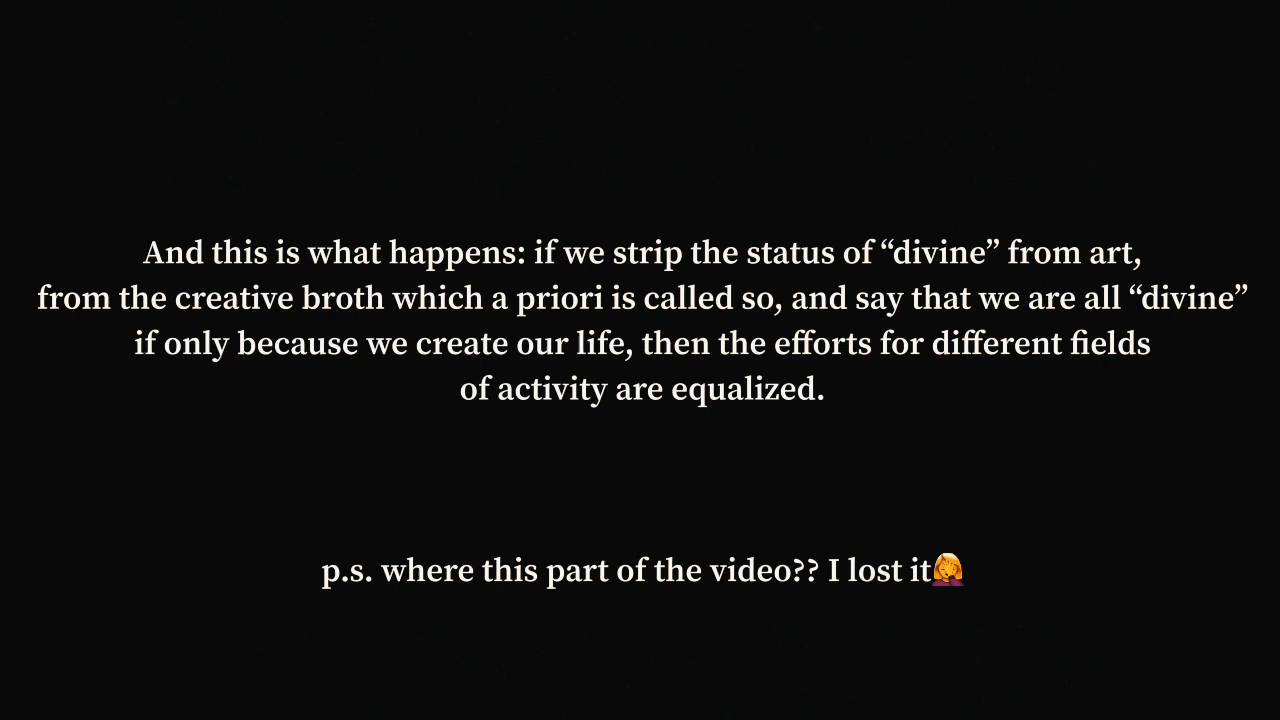 And this is what happens: if we strip the status of “divine” from art,
from the creative broth which a priori is called so, and say that we are all “divine”
if only because we create our life, then the efforts for different fields
of activity are equalized.
p.s. where this part of the video?? I lost it🤦‍♀️